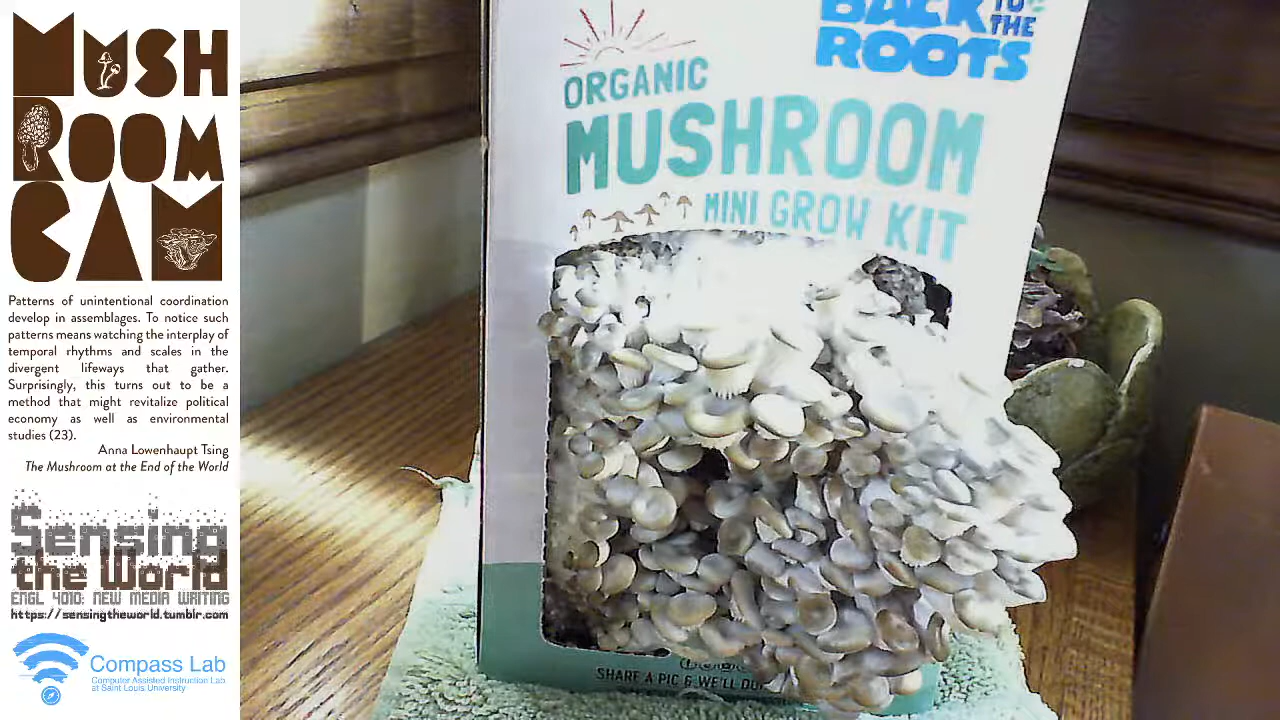 MUSH
ROOM
CAM
Patterns of unintentional coordination
develop in assemblages. To notice such
patterns means watching the interplay of
temporal rhythms and scales in the
divergent lifeways that gather.
Surprisingly, this turns out to be a
method that might revitalize political
economy as well as environmental
studies (23).
Anna Lowenhaupt Tsing
The Mushroom at the End of the World
Sensing
the World
ENGL 4010: NEW MEDIA WRITING
https://sensingtheworld.tumblr.com
Compass Lab
Computer Assisted Instruction Lab
at Saint Louis University
BACK TO THE
ROOTS
ORGANIC
MUSHROOM
MINI GROW KIT
SHARE A PIC & WE'LL